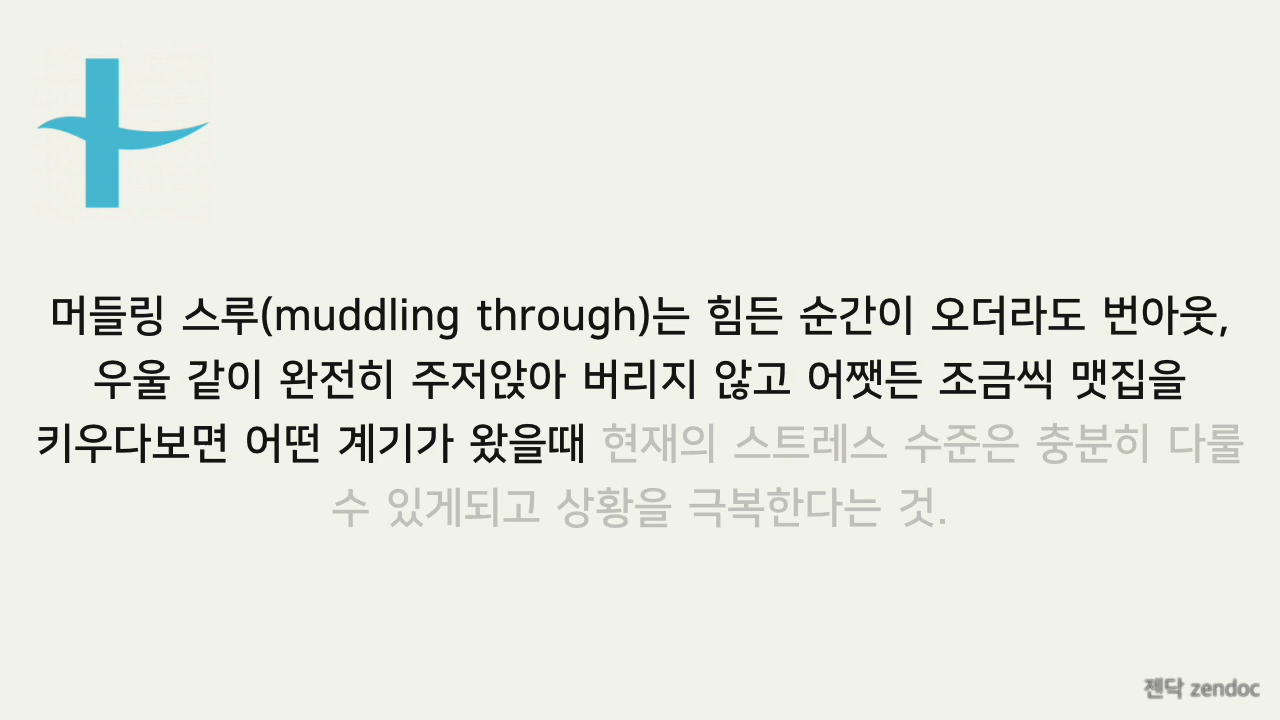 머들링 스루(muddling through)는 힘든 순간이 오더라도 번아웃,
우울 같이 완전히 주저앉아 버리지 않고 어쨋든 조금씩 맷집을
키우다보면 어떤 계기가 왔을때 현재의 스트레스 수준은 충분히 다룰
수 있게되고 상황을 극복한다는 것.
젠닥 zendoc